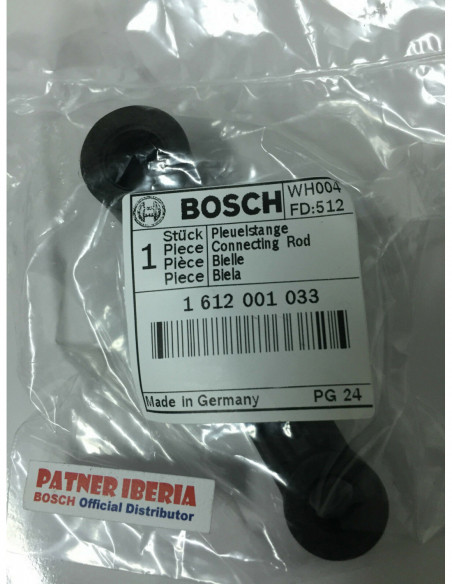 BOSCH WH004
FD:512
1 Stück Pleuelstange
Piece Connecting Rod
Pièce Bielle
Piece Biela
1 612 001 033
Made in Germany PG 24
PATNER IBERIA
BOSCH Official Distributor